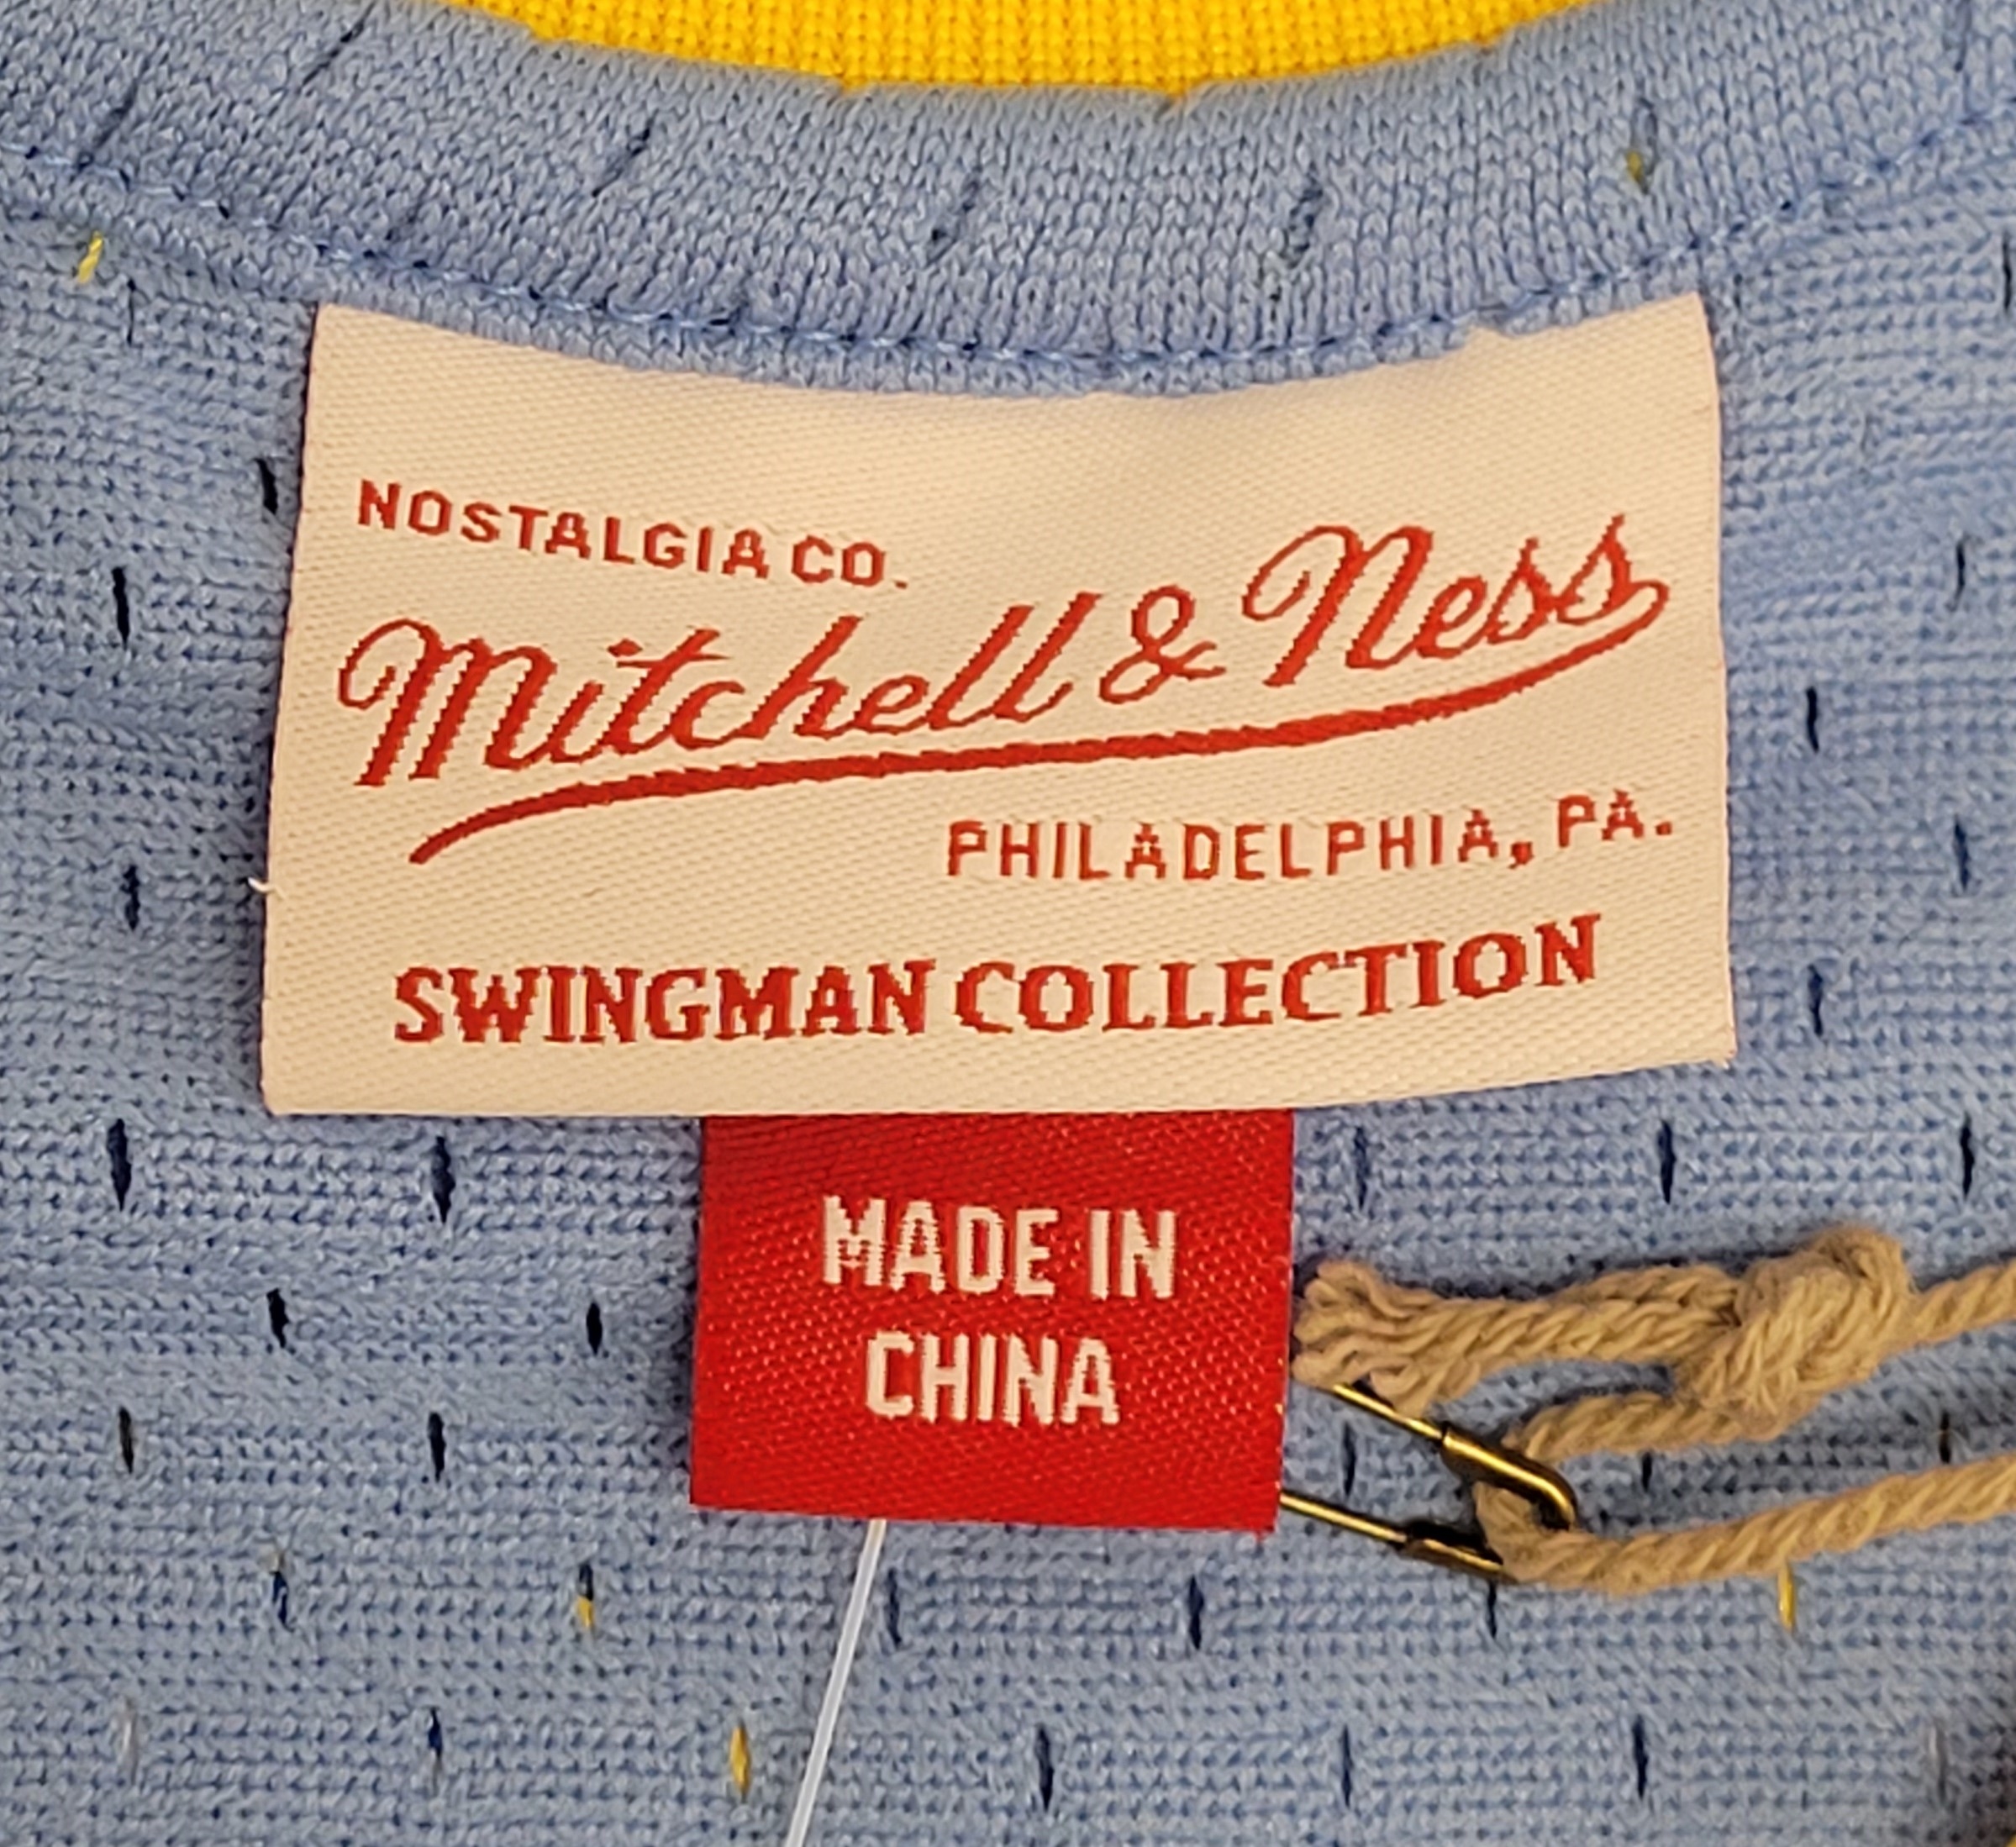 NOSTALGIA CO.
Mitchell & Ness
PHILADELPHIA, PA.
SWINGMAN COLLECTION
MADE IN
CHINA